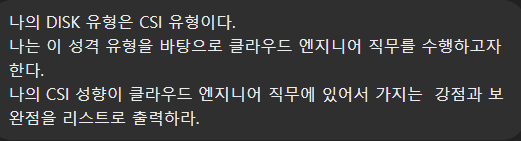 나의 DISK 유형은 CSI 유형이다.
나는 이 성격 유형을 바탕으로 클라우드 엔지니어 직무를 수행하고자
한다.
나의 CSI 성향이 클라우드 엔지니어 직무에 있어서 가지는 강점과 보
완점을 리스트로 출력하라.